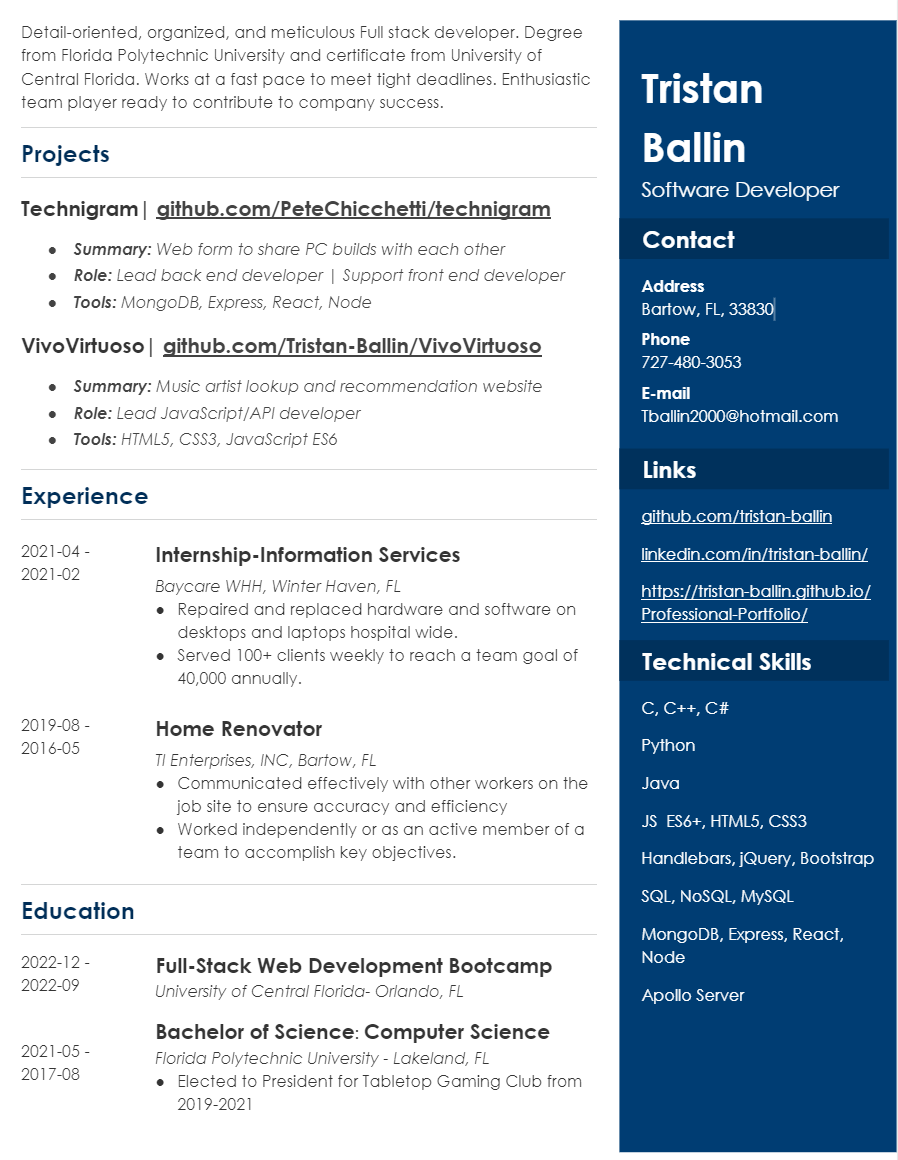 Detail-oriented, organized, and meticulous Full stack developer. Degree
from Florida Polytechnic University and certificate from University of
Central Florida. Works at a fast pace to meet tight deadlines. Enthusiastic
team player ready to contribute to company success.
Projects
Technigram| github.com/PeteChicchetti/technigram
● Summary: Web form to share PC builds with each other
● Role: Lead back end developer | Support front end developer
● Tools: MongoDB, Express, React, Node
VivoVirtuoso| github.com/Tristan-Ballin/VivoVirtuoso
● Summary: Music artist lookup and recommendation website
● Role: Lead JavaScript/API developer
● Tools: HTML5, CSS3, JavaScript ES6
Experience
2021-04 -
2021-02
Internship-Information Services
Baycare WHH, Winter Haven, FL
● Repaired and replaced hardware and software on
desktops and laptops hospital wide.
● Served 100+ clients weekly to reach a team goal of
40,000 annually.
2019-08 -
2016-05
Home Renovator
TI Enterprises, INC, Bartow, FL
● Communicated effectively with other workers on the
job site to ensure accuracy and efficiency
● Worked independently or as an active member of a
team to accomplish key objectives.
Education
2022-12 -
2022-09
Full-Stack Web Development Bootcamp
University of Central Florida- Orlando, FL
2021-05 -
2017-08
Bachelor of Science: Computer Science
Florida Polytechnic University - Lakeland, FL
● Elected to President for Tabletop Gaming Club from
2019-2021
Tristan
Ballin
Software Developer
Contact
Address
Bartow, FL, 33830
Phone
727-480-3053
E-mail
Tballin2000@hotmail.com
Links
github.com/tristan-ballin
linkedin.com/in/tristan-ballin/
https://tristan-ballin.github.io/
Professional-Portfolio/
Technical Skills
C, C++, C#
Python
Java
JS  ES6+, HTML5, CSS3
Handlebars, jQuery, Bootstrap
SQL, NoSQL, MySQL
MongoDB, Express, React,
Node
Apollo Server